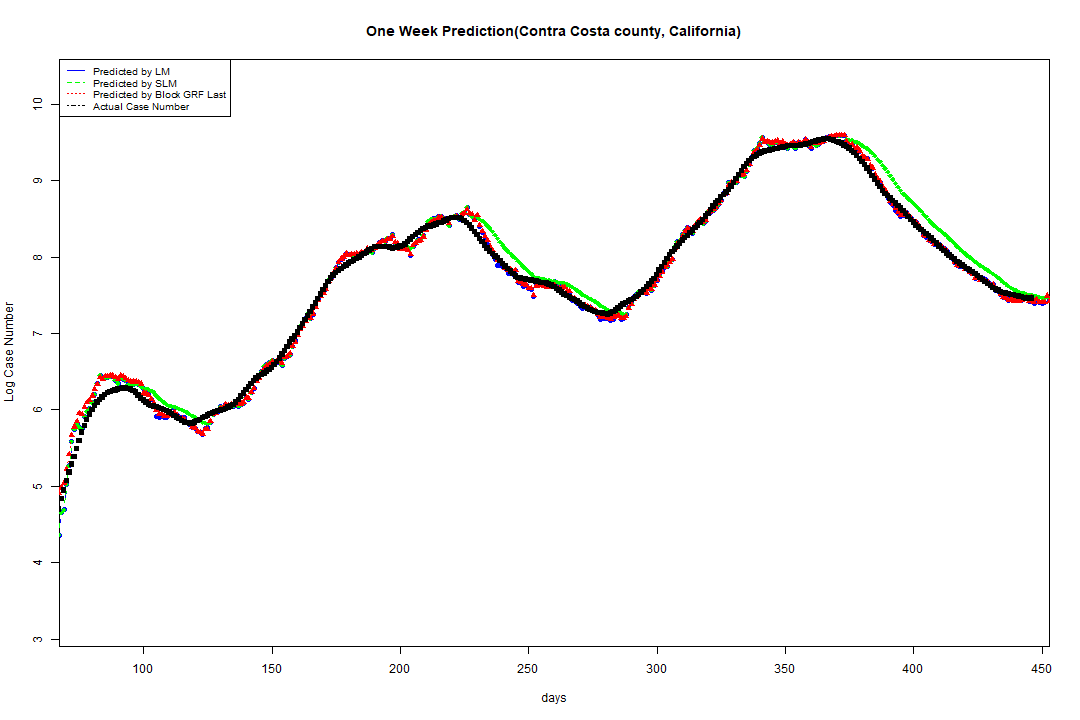 One Week Prediction(Contra Costa county, California)
Predicted by LM
Predicted by SLM
Predicted by Block GRF Last
Actual Case Number
10
9
8
7
6
5
4
3
Log Case Number
100 150 200 250 300 350 400 450
days